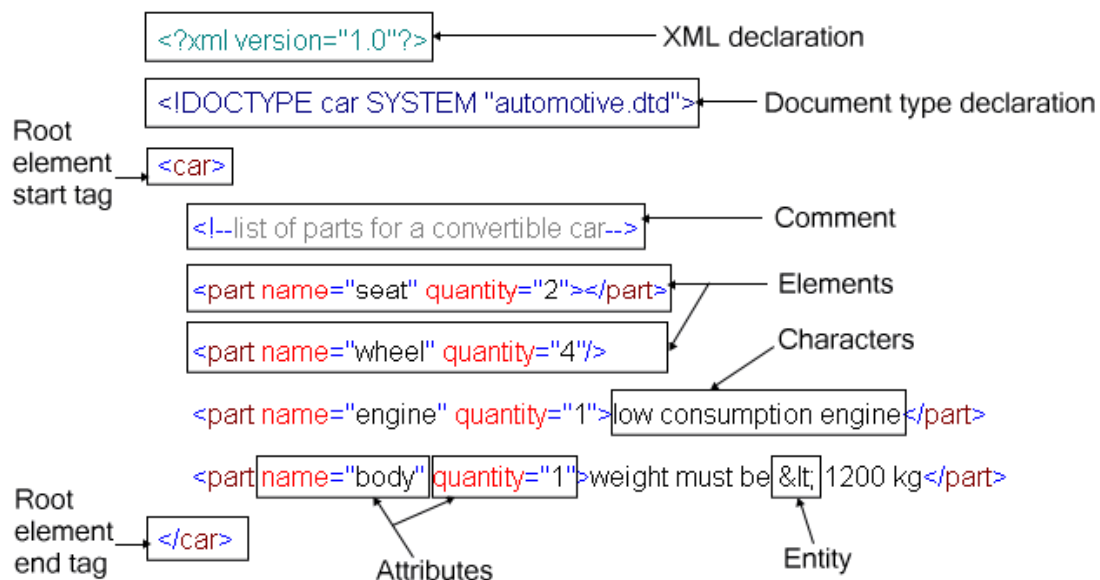 <?xml version="1.0"?>
XML declaration
<!DOCTYPE car SYSTEM "automotive.dtd">
Document type declaration
Root
element
start tag
<car>
<!--list of parts for a convertible car-->
Comment
<part name="seat" quantity="2"></part>
Elements
<part name="wheel" quantity="4"/>
Characters
<part name="engine" quantity="1">low consumption engine</part>
<part name="body" quantity="1">weight must be &lt; 1200 kg</part>
Root
element
end tag
</car>
Attributes
Entity